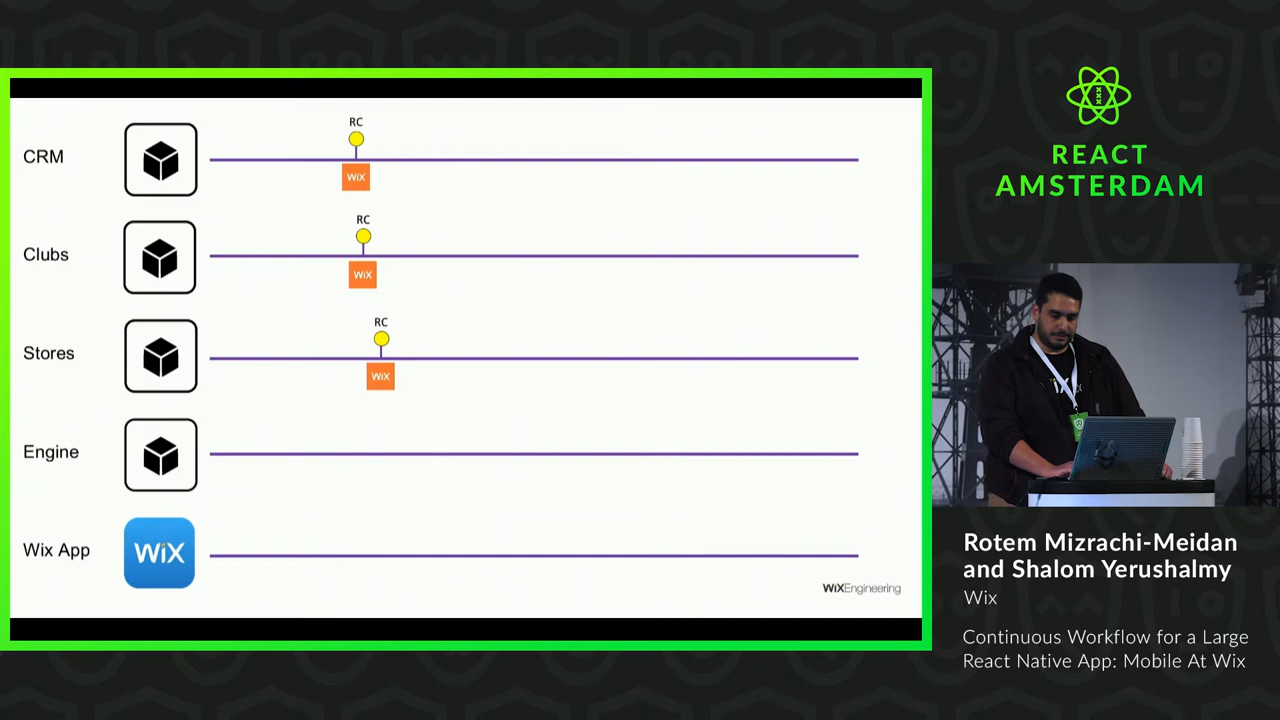 CRM
RC
WiX
Clubs
RC
WiX
Stores
RC
WiX
Engine
Wix App
WiX
WiXEngineering
REACT
AMSTERDAM
Rotem Mizrachi-Meidan
and Shalom Yerushalmy
Wix
Continuous Workflow for a Large
React Native App: Mobile At Wix